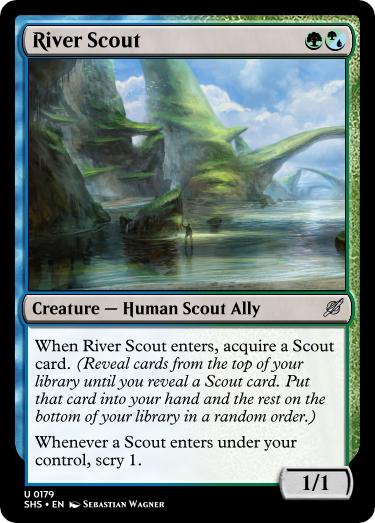 River Scout
Creature — Human Scout Ally
When River Scout enters, acquire a Scout
card. (Reveal cards from the top of your
library until you reveal a Scout card. Put
that card into your hand and the rest on the
bottom of your library in a random order.)
Whenever a Scout enters under your
control, scry 1.
1/1
U 0179
SHS • EN Sebastian Wagner